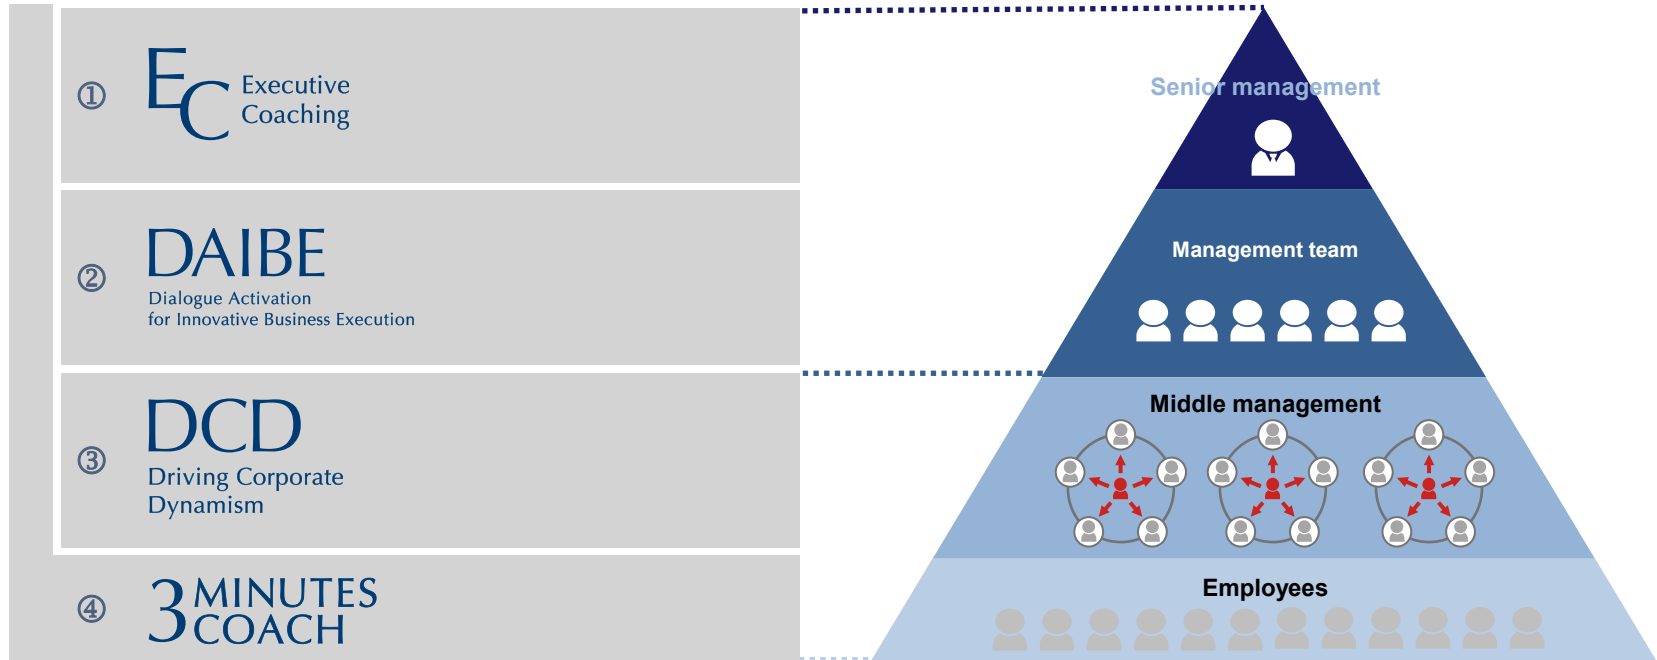 ①
EC Executive
Coaching
②
DAIBE
Dialogue Activation
for Innovative Business Execution
③
DCD
Driving Corporate
Dynamism
④
3 MINUTES
COACH
Senior management
Management team
Middle management
Employees